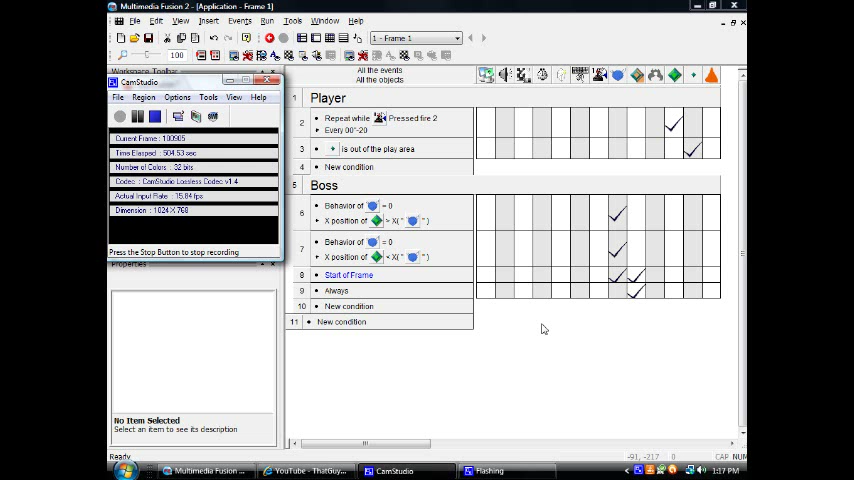 Multimedia Fusion 2 - [Application - Frame 1]
File Edit View Insert Events Run Tools Window Help
1 - Frame 1
100
Workspace Toolbar
All the events
All the objects
CamStudio
File Region Options Tools View Help
Current Frame : 100905
Time Elasped : 504.53 sec
Number of Colors : 32 bits
Codec : CamStudio Lossless Codec v1.4
Actual Input Rate : 15.84 fps
Dimension : 1024 X 768
Press the Stop Button to stop recording
Properties
No Item Selected
Select an item to see its description
1 Player
2 Repeat while Pressed fire 2
Every 00"-20
3 is out of the play area
4 New condition
5 Boss
6 Behavior of = 0
X position of > X( " " )
7 Behavior of = 0
X position of < X( " " )
8 Start of Frame
9 Always
10 New condition
11 New condition
Ready
-91, -217 0 CAP NUM
Multimedia Fusion ... YouTube - ThatGuy... CamStudio Flashing 1:17 PM